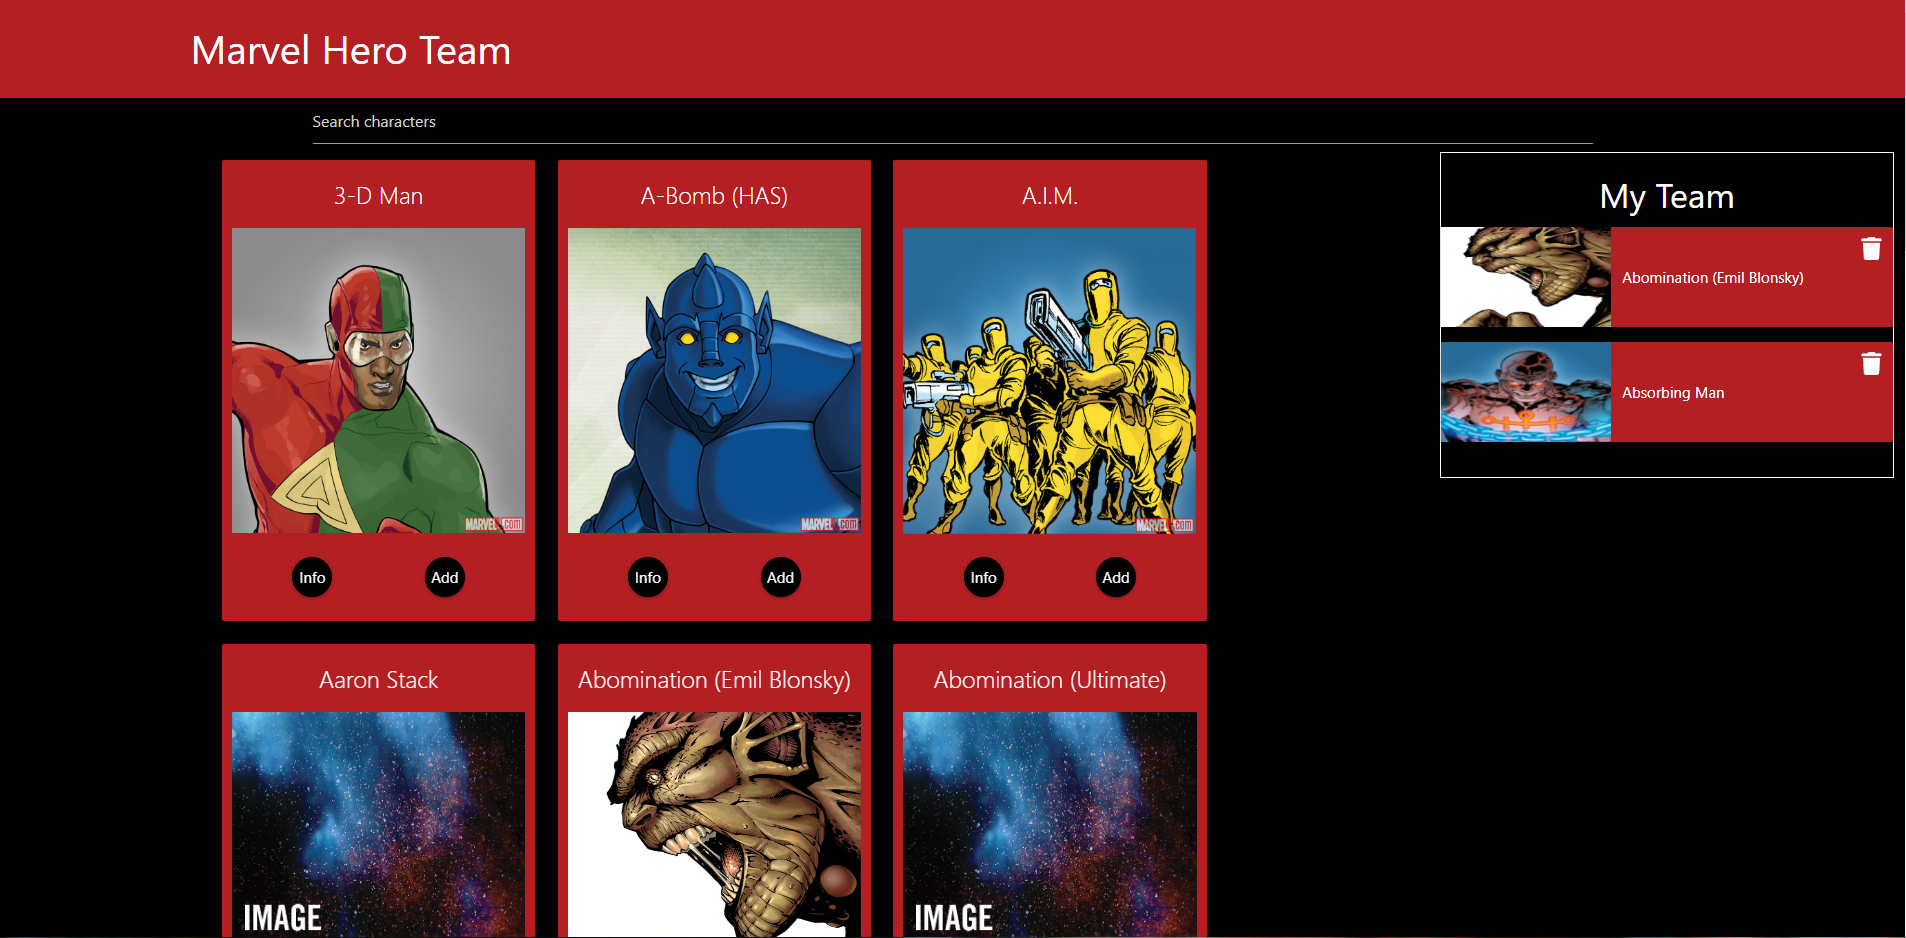 Marvel Hero Team
Search characters
3-D Man
A-Bomb (HAS)
A.I.M.
My Team
Abomination (Emil Blonsky)
Absorbing Man
MARVEL.com
MARVEL.com
MARVEL.com
Info
Add
Info
Add
Info
Add
Aaron Stack
Abomination (Emil Blonsky)
Abomination (Ultimate)
IMAGE
IMAGE